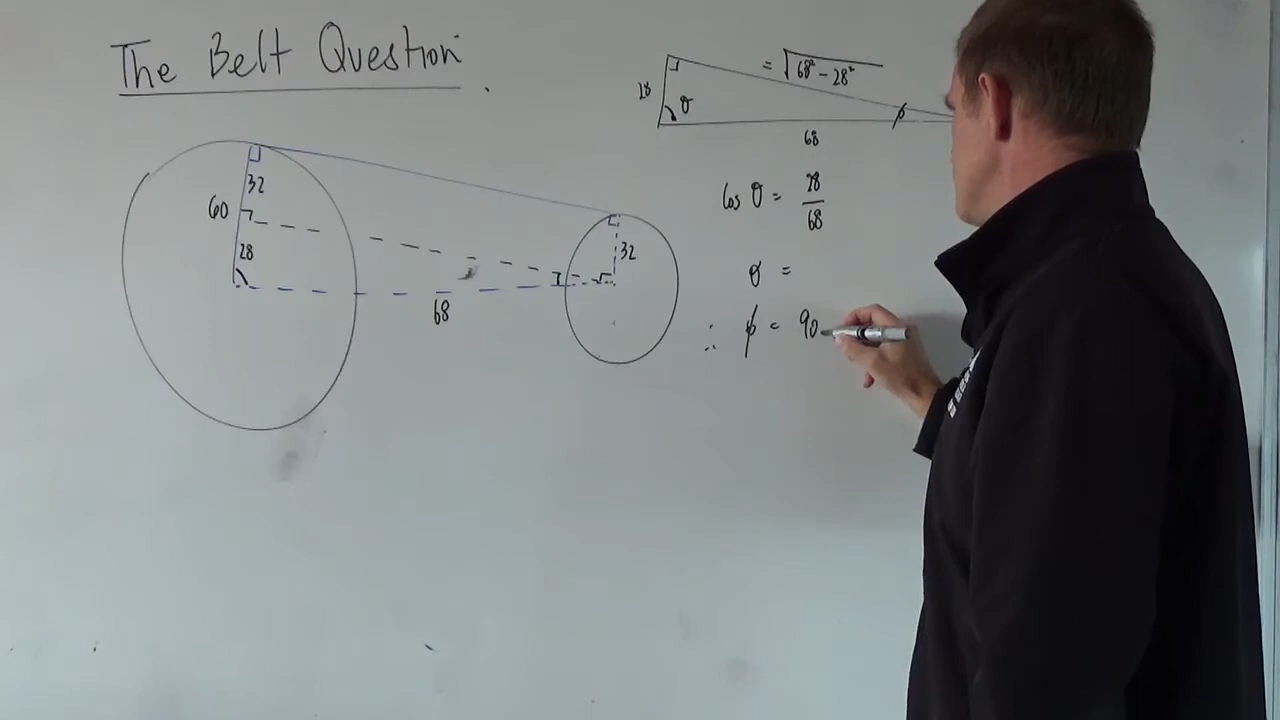 The Belt Question.
= √68² – 28²
28
θ
ϕ
68
32
60
28
32
68
Cos θ = 28/68
θ =
∴ ϕ = 90